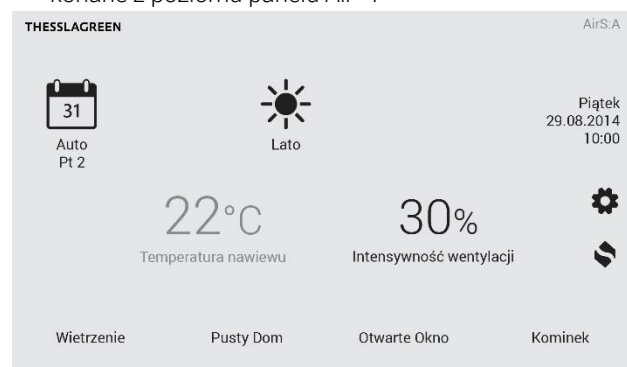 THESSLAGREEN
AirS:A
31
Auto
Pt 2
Lato
Piątek
29.08.2014
10:00
22°C
Temperatura nawiewu
30%
Intensywność wentylacji
Wietrzenie
Pusty Dom
Otwarte Okno
Kominek